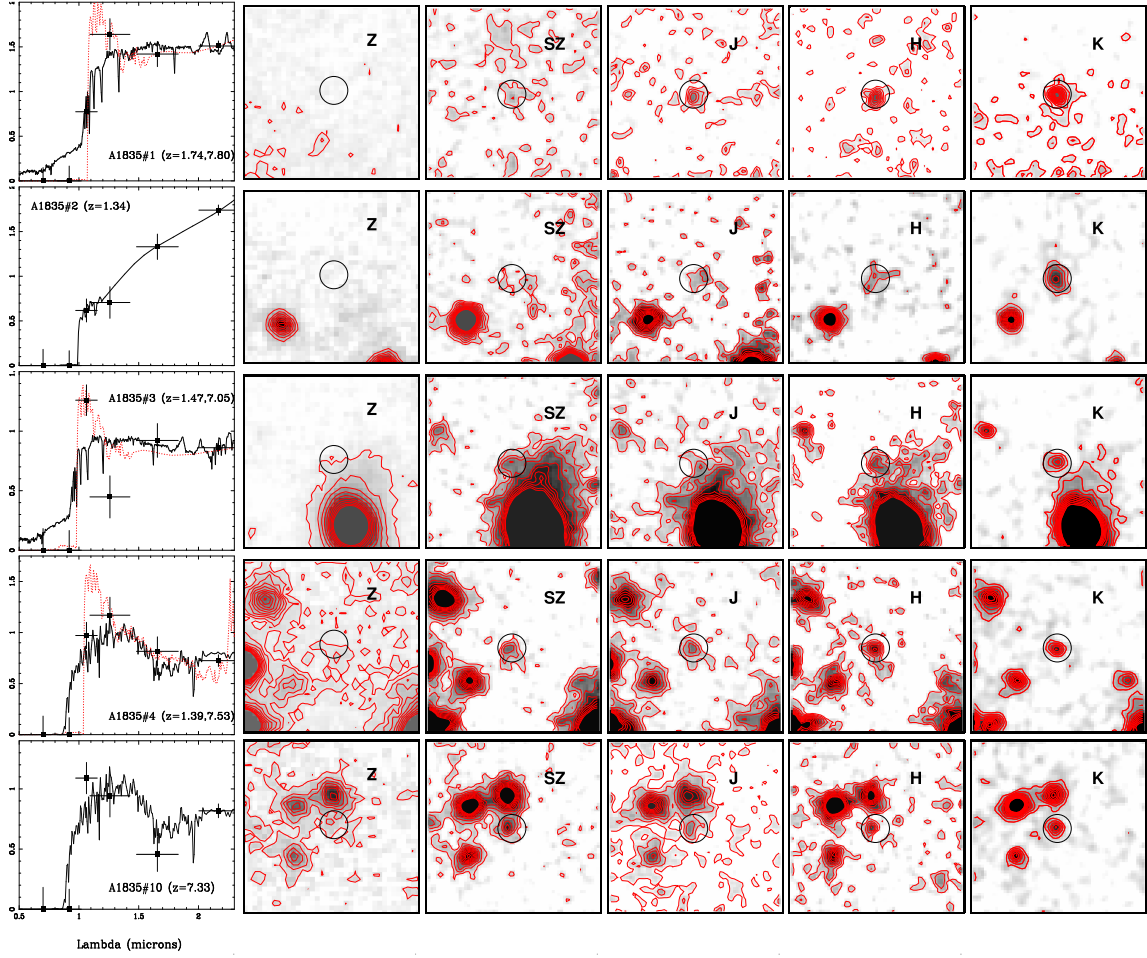 Z SZ J H K
1.5
1
0.5
0
A1835#1 (z=1.74,7.80)
A1835#2 (z=1.34)
Z SZ J H K
1.5
1
0.5
0
1
A1835#3 (z=1.47,7.05)
Z SZ J H K
0.5
0
Z SZ J H K
1.5
1
0.5
0
A1835#4 (z=1.39,7.53)
Z SZ J H K
1
0.5
0
A1835#10 (z=7.33)
0.5 1 1.5 2
Lambda (microns)